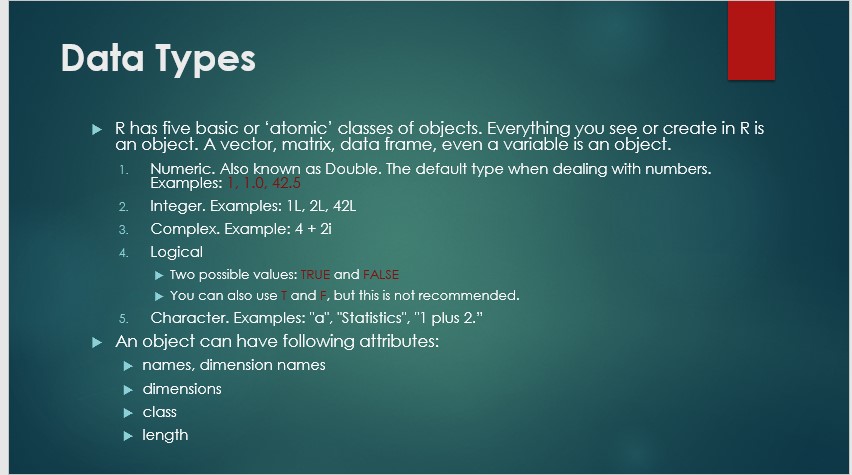 Data Types
R has five basic or ‘atomic’ classes of objects. Everything you see or create in R is
an object. A vector, matrix, data frame, even a variable is an object.
1. Numeric. Also known as Double. The default type when dealing with numbers.
Examples: 1, 1.0, 42.5
2. Integer. Examples: 1L, 2L, 42L
3. Complex. Example: 4 + 2i
4. Logical
Two possible values: TRUE and FALSE
You can also use T and F, but this is not recommended.
5. Character. Examples: "a", "Statistics", "1 plus 2.”
An object can have following attributes:
names, dimension names
dimensions
class
length